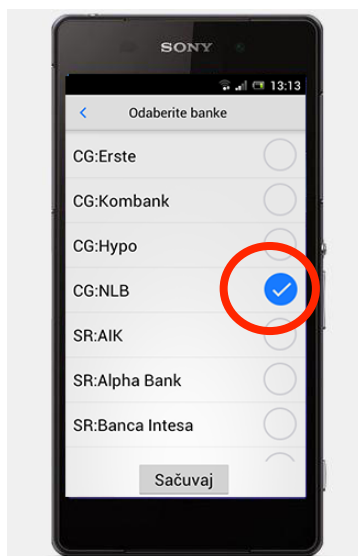 SONY
13:13
Odaberite banke
CG:Erste
CG:Kombank
CG:Hypo
CG:NLB
SR:AIK
SR:Alpha Bank
SR:Banca Intesa
Sačuvaj